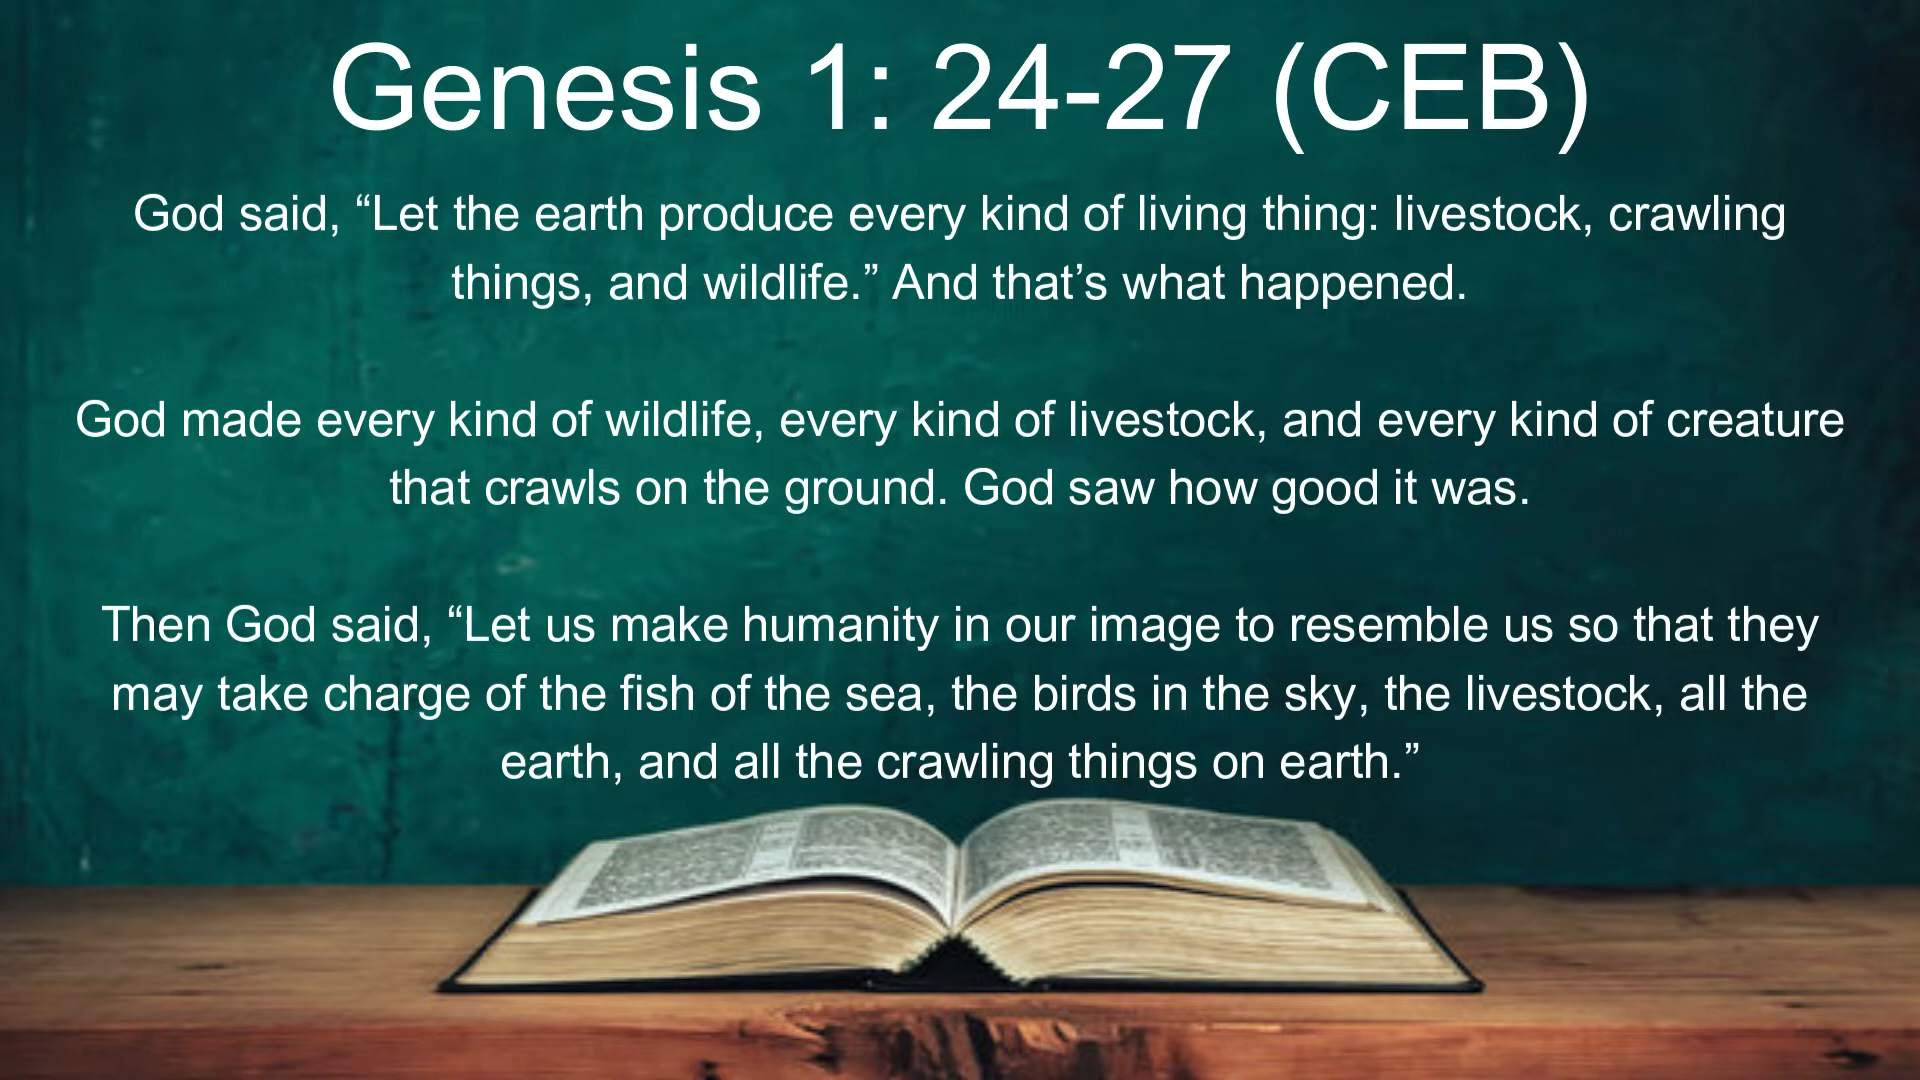 Genesis 1: 24-27 (CEB)
God said, “Let the earth produce every kind of living thing: livestock, crawling
things, and wildlife.” And that’s what happened.
God made every kind of wildlife, every kind of livestock, and every kind of creature
that crawls on the ground. God saw how good it was.
Then God said, “Let us make humanity in our image to resemble us so that they
may take charge of the fish of the sea, the birds in the sky, the livestock, all the
earth, and all the crawling things on earth.”